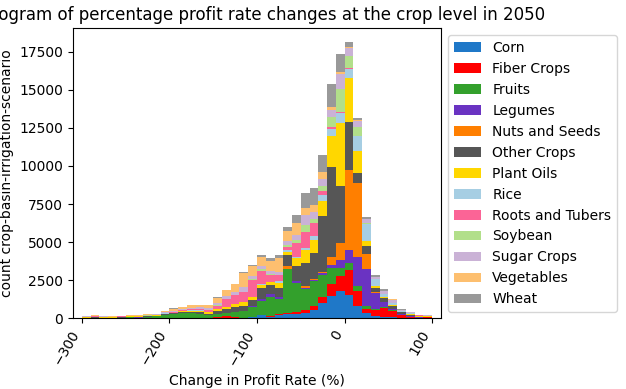 ogram of percentage profit rate changes at the crop level in 2050
count crop-basin-irrigation-scenario
17500
15000
12500
10000
7500
5000
2500
0
−300
−200
−100
0
100
Change in Profit Rate (%)
Corn
Fiber Crops
Fruits
Legumes
Nuts and Seeds
Other Crops
Plant Oils
Rice
Roots and Tubers
Soybean
Sugar Crops
Vegetables
Wheat